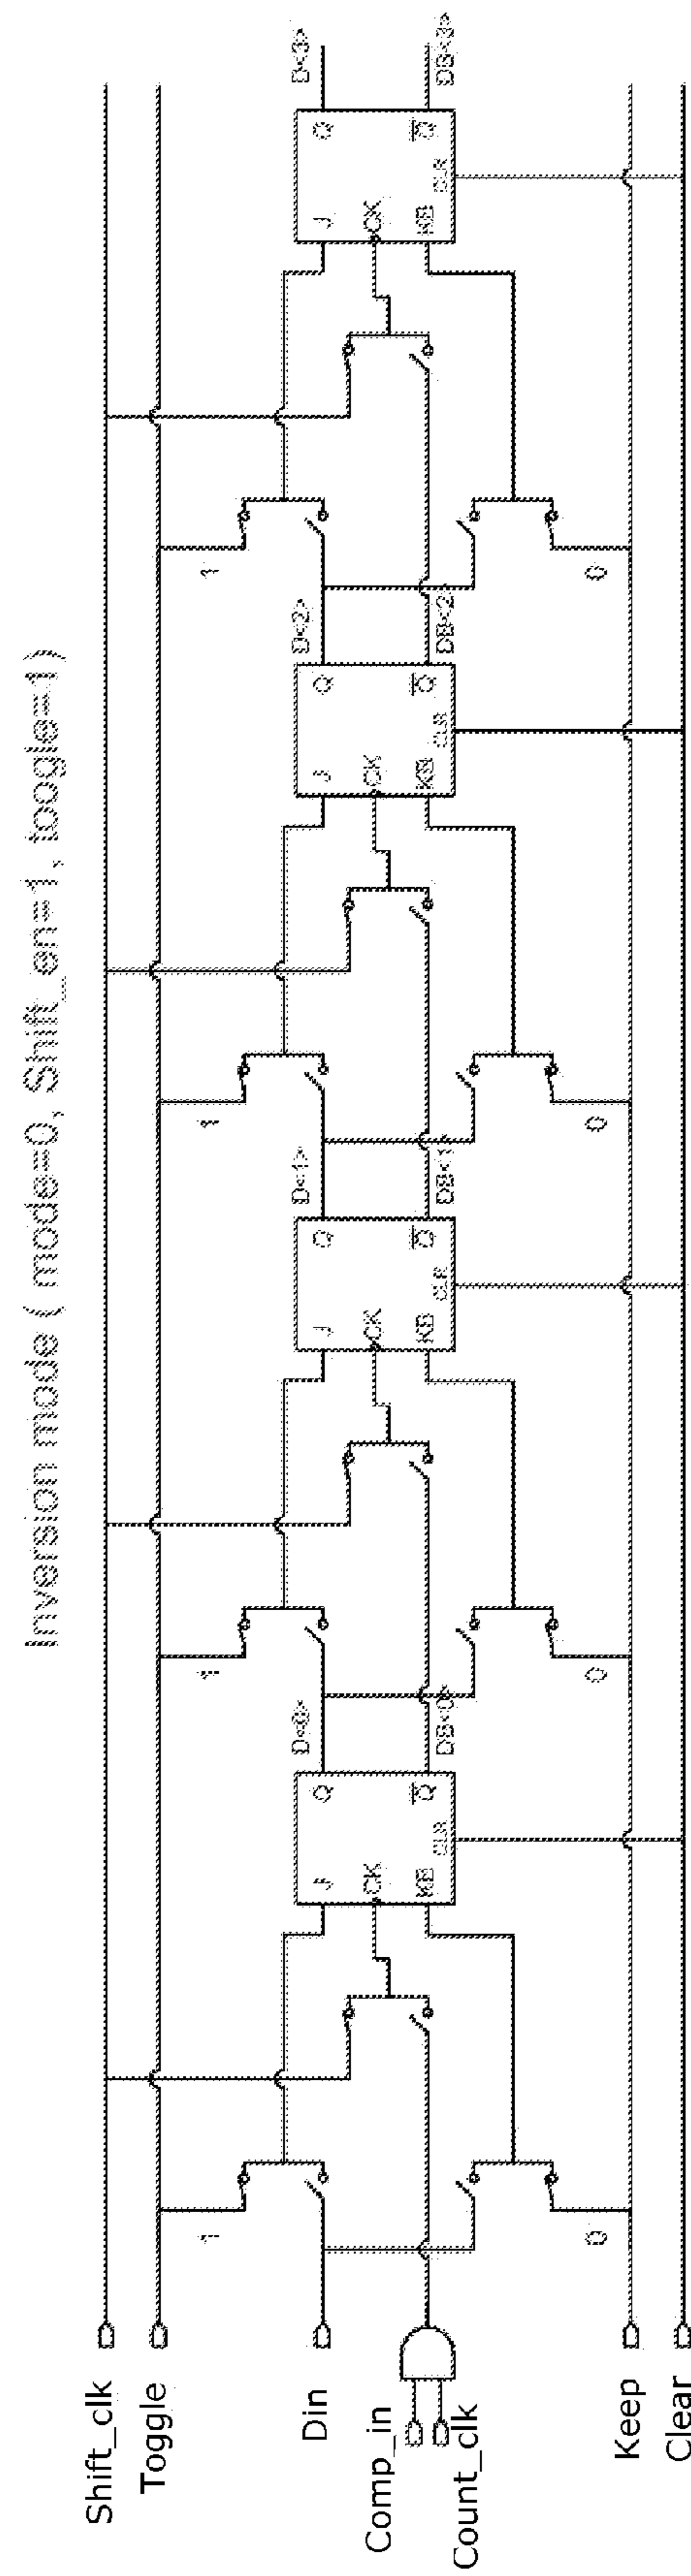 Inversion mode ( mode=0, Shift_en=1, toogle=1)
Shift_clk
Toggle
Din
Comp_in
Count_clk
Keep
Clear
1
0
J
CK
KB
CLR
Q
Q
D<0>
DB<0>
1
0
J
CK
KB
CLR
Q
Q
D<1>
DB<1>
1
0
J
CK
KB
CLR
Q
Q
D<2>
DB<2>
1
0
J
CK
KB
CLR
Q
Q
D<3>
DB<3>